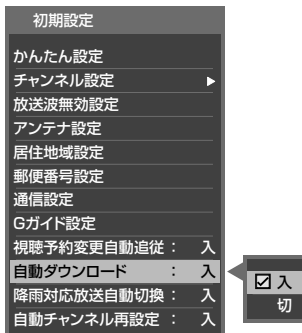 初期設定
かんたん設定
チャンネル設定 ▶
放送波無効設定
アンテナ設定
居住地域設定
郵便番号設定
通信設定
Gガイド設定
視聴予約変更自動追従 ： 入
自動ダウンロード ： 入
降雨対応放送自動切換 ： 入
自動チャンネル再設定 ： 入
☑ 入
切